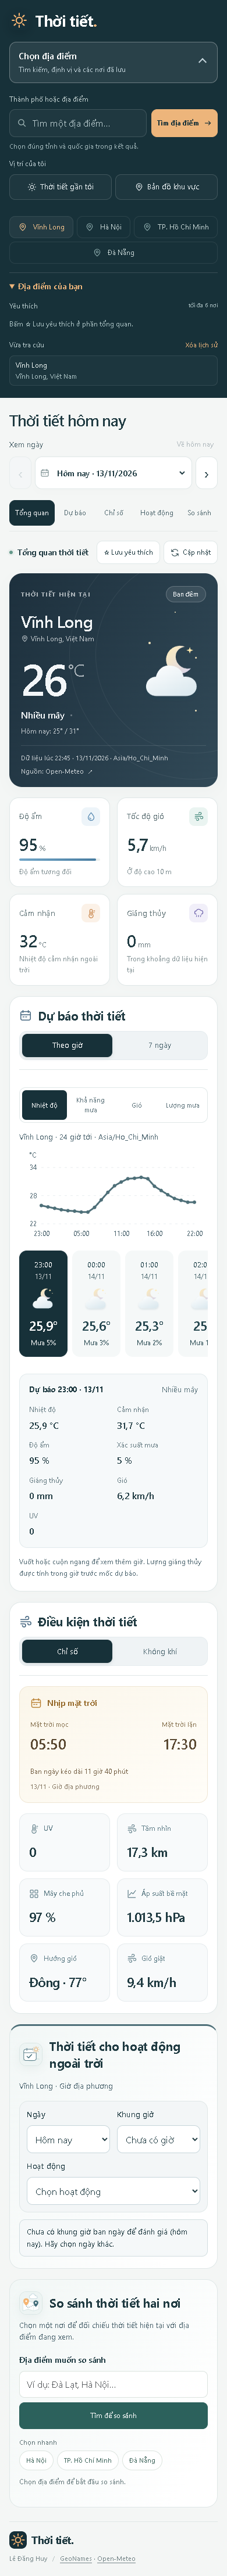 Thời tiết.
Chọn địa điểm
Tìm kiếm, định vị và các nơi đã lưu
Thành phố hoặc địa điểm
Tìm một địa điểm...
Tìm địa điểm →
Chọn đúng tỉnh và quốc gia trong kết quả.
Vị trí của tôi
Thời tiết gần tôi
Bản đồ khu vực
Vĩnh Long
Hà Nội
TP. Hồ Chí Minh
Đà Nẵng
▼ Địa điểm của bạn
Yêu thích
tối đa 6 nơi
Bấm ☆ Lưu yêu thích ở phần tổng quan.
Vừa tra cứu
Xóa lịch sử
Vĩnh Long
Vĩnh Long, Việt Nam
Thời tiết hôm nay
Xem ngày
Về hôm nay
‹
Hôm nay · 13/11/2026
›
Tổng quan
Dự báo
Chỉ số
Hoạt động
So sánh
Tổng quan thời tiết
☆ Lưu yêu thích
Cập nhật
THỜI TIẾT HIỆN TẠI
Ban đêm
Vĩnh Long
Vĩnh Long, Việt Nam
26°C
Nhiều mây ·
Hôm nay: 25° / 31°
Dữ liệu lúc 22:45 · 13/11/2026 · Asia/Ho_Chi_Minh
Nguồn: Open-Meteo ↗
Độ ẩm
95 %
Độ ẩm tương đối
Tốc độ gió
5,7 km/h
Ở độ cao 10 m
Cảm nhận
32 °C
Nhiệt độ cảm nhận ngoài
trời
Giáng thủy
0 mm
Trong khoảng dữ liệu hiện
tại
Dự báo thời tiết
Theo giờ
7 ngày
Nhiệt độ
Khả năng
mưa
Gió
Lượng mưa
Vĩnh Long · 24 giờ tới · Asia/Ho_Chi_Minh
°C
34
28
22
23:00
05:00
11:00
16:00
22:00
23:00
13/11
25,9°
Mưa 5%
00:00
14/11
25,6°
Mưa 3%
01:00
14/11
25,3°
Mưa 2%
Dự báo 23:00 · 13/11
Nhiều mây
Nhiệt độ
25,9 °C
Cảm nhận
31,7 °C
Độ ẩm
95 %
Xác suất mưa
5 %
Giáng thủy
0 mm
Gió
6,2 km/h
UV
0
Vuốt hoặc cuộn ngang để xem thêm giờ. Lượng giáng thủy
được tính trong giờ trước mốc dự báo.
Điều kiện thời tiết
Chỉ số
Không khí
Nhịp mặt trời
Mặt trời mọc
05:50
Mặt trời lặn
17:30
Ban ngày kéo dài 11 giờ 40 phút
13/11 · Giờ địa phương
UV
0
Tầm nhìn
17,3 km
Mây che phủ
97 %
Áp suất bề mặt
1.013,5 hPa
Hướng gió
Đông · 77°
Gió giật
9,4 km/h
Thời tiết cho hoạt động
ngoài trời
Vĩnh Long · Giờ địa phương
Ngày
Hôm nay
Khung giờ
Chưa có giờ
Hoạt động
Chọn hoạt động
Chưa có khung giờ ban ngày để đánh giá (hôm
nay). Hãy chọn ngày khác.
So sánh thời tiết hai nơi
Chọn một nơi để đối chiếu thời tiết hiện tại với địa
điểm đang xem.
Địa điểm muốn so sánh
Ví dụ: Đà Lạt, Hà Nội...
Tìm để so sánh
Chọn nhanh
Hà Nội
TP. Hồ Chí Minh
Đà Nẵng
Chọn địa điểm để bắt đầu so sánh.
Thời tiết.
Lê Đăng Huy / GeoNames · Open-Meteo